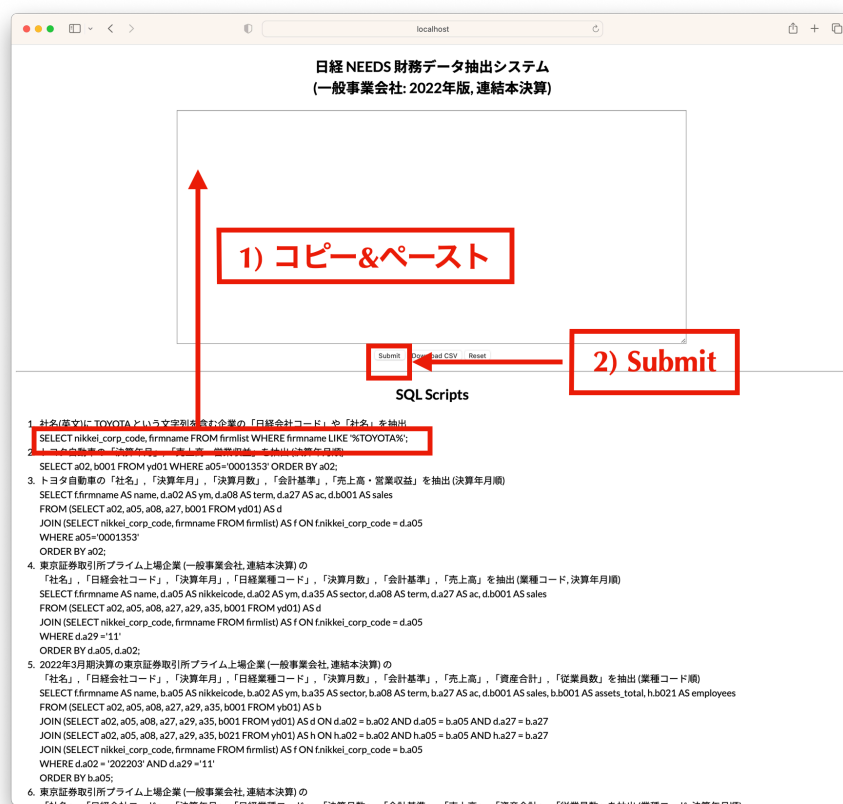 localhost
日経 NEEDS 財務データ抽出システム
(一般事業会社: 2022年版, 連結本決算)
1) コピー&ペースト
Submit Download CSV Reset
2) Submit
SQL Scripts
1. 社名(英文)に TOYOTA という文字列を含む企業の「日経会社コード」や「社名」を抽出
SELECT nikkei_corp_code, firmname FROM firmlist WHERE firmname LIKE '%TOYOTA%';
2. トヨタ自動車の「決算年月」, 「売上高・営業収益」を抽出 (決算年月順)
SELECT a02, b001 FROM yd01 WHERE a05='0001353' ORDER BY a02;
3. トヨタ自動車の「社名」, 「決算年月」, 「決算月数」, 「会計基準」, 「売上高・営業収益」を抽出 (決算年月順)
SELECT f.firmname AS name, d.a02 AS ym, d.a08 AS term, d.a27 AS ac, d.b001 AS sales
FROM (SELECT a02, a05, a08, a27, b001 FROM yd01) AS d
JOIN (SELECT nikkei_corp_code, firmname FROM firmlist) AS f ON f.nikkei_corp_code = d.a05
WHERE a05='0001353'
ORDER BY a02;
4. 東京証券取引所プライム上場企業 (一般事業会社, 連結本決算) の
「社名」, 「日経会社コード」, 「決算年月」, 「日経業種コード」, 「決算月数」, 「会計基準」, 「売上高」を抽出 (業種コード, 決算年月順)
SELECT f.firmname AS name, d.a05 AS nikkeicode, d.a02 AS ym, d.a35 AS sector, d.a08 AS term, d.a27 AS ac, d.b001 AS sales
FROM (SELECT a02, a05, a08, a27, a29, a35, b001 FROM yd01) AS d
JOIN (SELECT nikkei_corp_code, firmname FROM firmlist) AS f ON f.nikkei_corp_code = d.a05
WHERE d.a29 ='11'
ORDER BY d.a05, d.a02;
5. 2022年3月期決算の東京証券取引所プライム上場企業 (一般事業会社, 連結本決算) の
「社名」, 「日経会社コード」, 「決算年月」, 「日経業種コード」, 「決算月数」, 「会計基準」, 「売上高」, 「資産合計」, 「従業員数」を抽出 (業種コード順)
SELECT f.firmname AS name, b.a05 AS nikkeicode, b.a02 AS ym, b.a35 AS sector, b.a08 AS term, b.a27 AS ac, d.b001 AS sales, b.b001 AS assets_total, h.b021 AS employees
FROM (SELECT a02, a05, a08, a27, a29, a35, b001 FROM yb01) AS b
JOIN (SELECT a02, a05, a08, a27, a29, a35, b001 FROM yd01) AS d ON d.a02 = b.a02 AND d.a05 = b.a05 AND d.a27 = b.a27
JOIN (SELECT a02, a05, a08, a27, a29, a35, b021 FROM yh01) AS h ON h.a02 = b.a02 AND h.a05 = b.a05 AND h.a27 = b.a27
JOIN (SELECT nikkei_corp_code, firmname FROM firmlist) AS f ON f.nikkei_corp_code = b.a05
WHERE d.a02 = '202203' AND d.a29 ='11'
ORDER BY b.a05;
6. 東京証券取引所プライム上場企業 (一般事業会社, 連結本決算) の